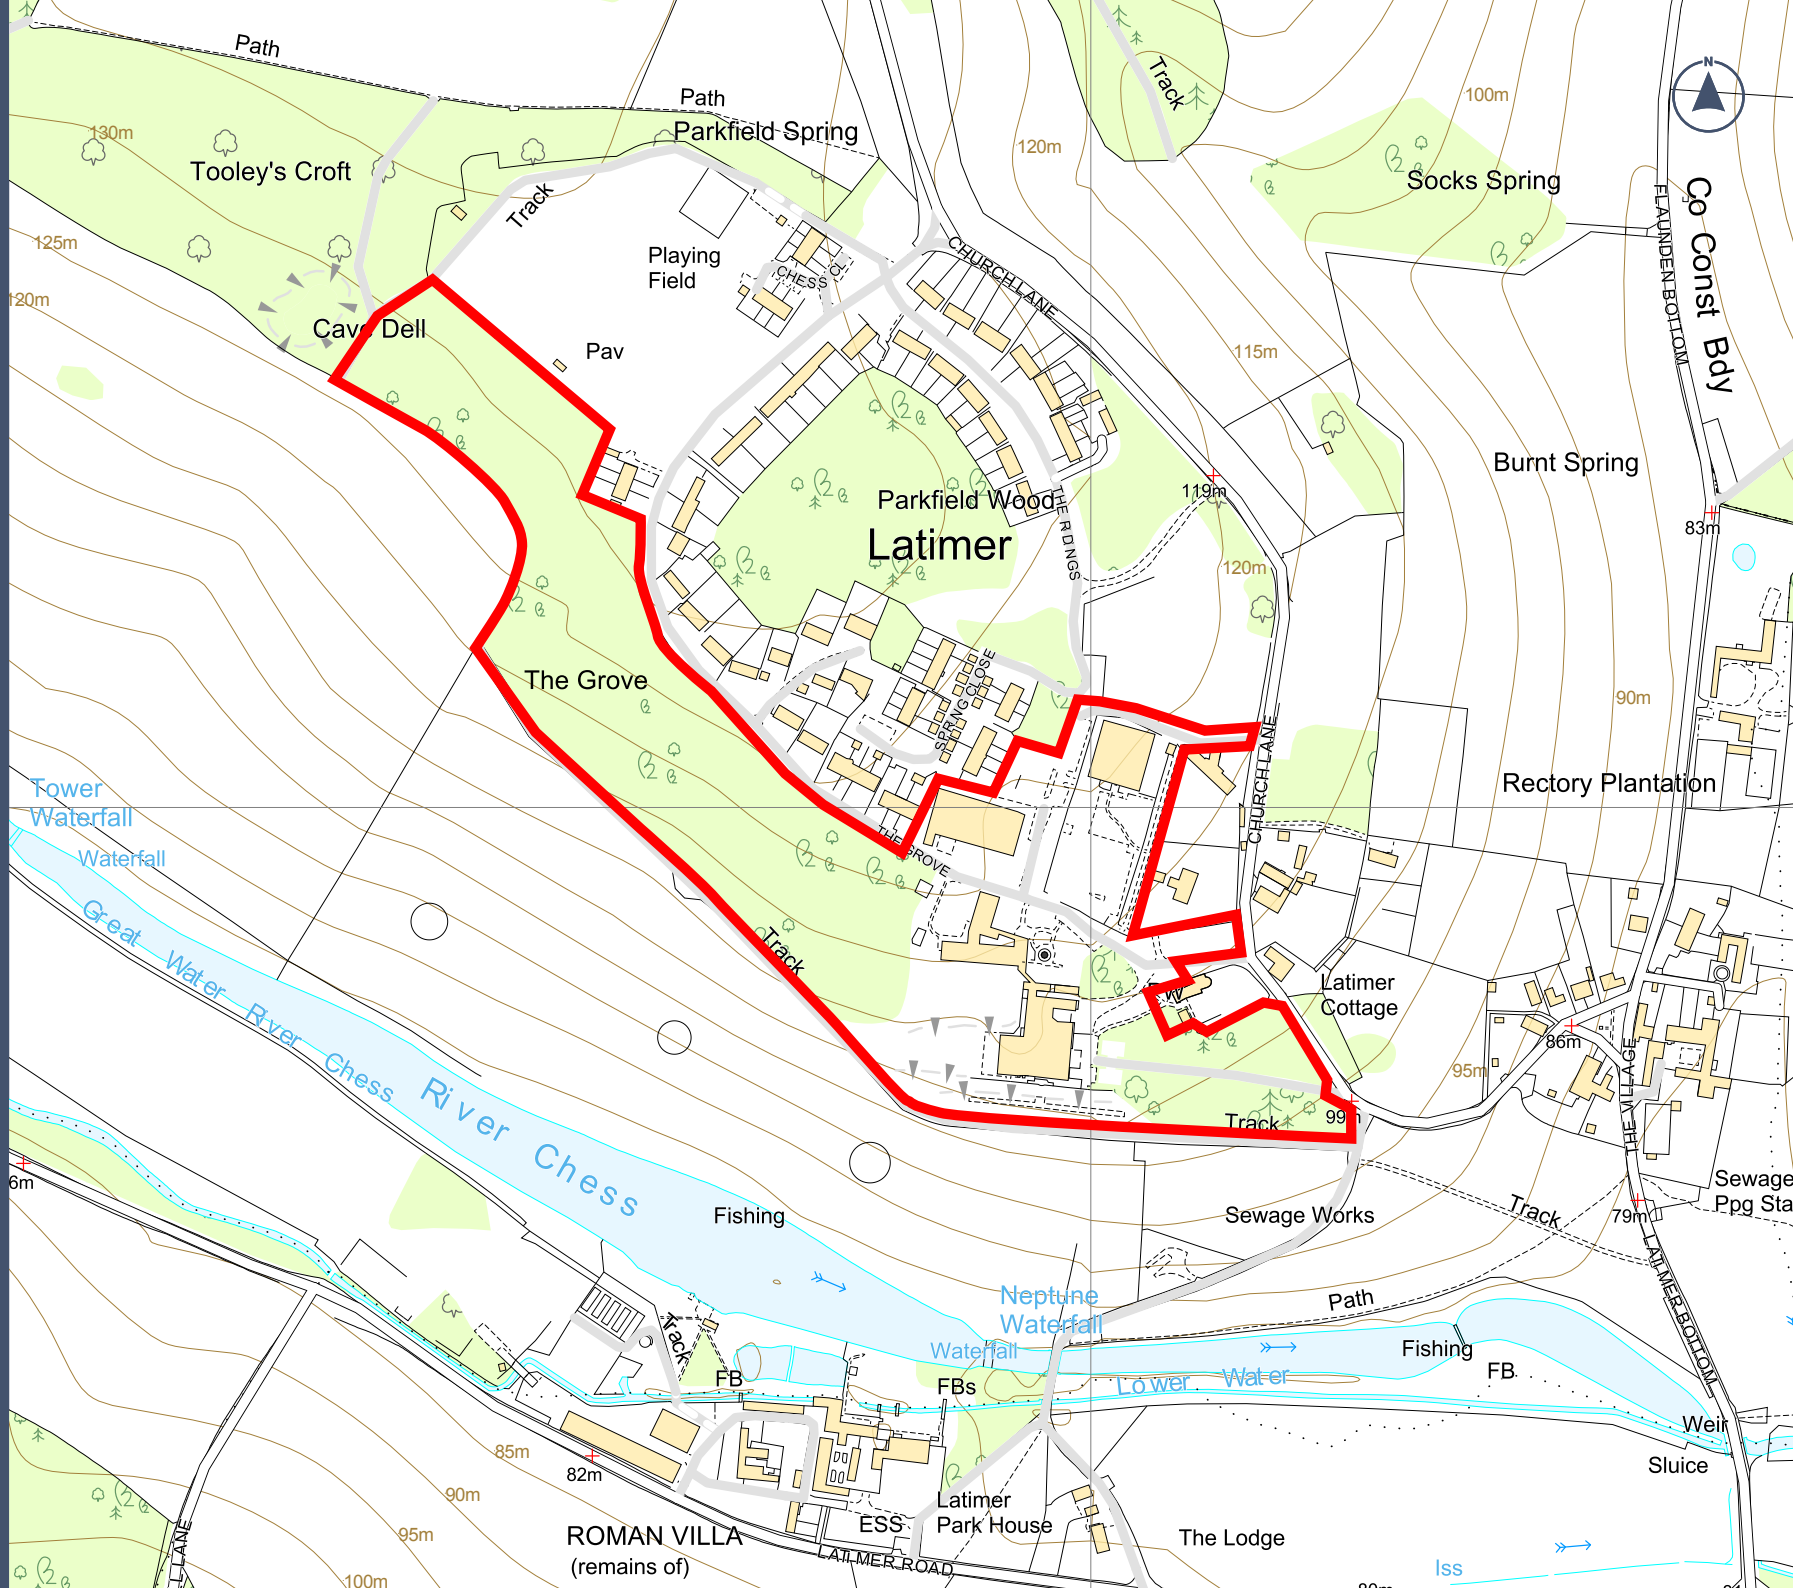 Path
Path
Track
N
100m
130m
Parkfield Spring
120m
Tooley's Croft
Socks Spring
Track
FLAUNDEN BOTTOM
Co Const Bdy
125m
Playing
Field
CHURCH LANE
CHESS CL
120m
Cave Dell
Pav
115m
Burnt Spring
Parkfield Wood
119m
THE RIDINGS
83m
Latimer
120m
The Grove
SPRING CLOSE
90m
CHURCH LANE
Tower
Waterfall
Rectory Plantation
Waterfall
THE GROVE
Great Water River Chess
Track
Latimer
Cottage
PW
86m
THE VILLAGE
95m
River Chess
99m
Track
6m
Fishing
Sewage Works
Track
Sewage
Ppg Sta
79m
LATIMER BOTTOM
Neptune
Waterfall
Path
Waterfall
Track
Fishing
FB
FB
FBs
Lower Water
Weir
Sluice
85m
82m
90m
Latimer
Park House
95m
ROMAN VILLA
(remains of)
ESS
The Lodge
LATIMER ROAD
LANE
100m
Iss
80m